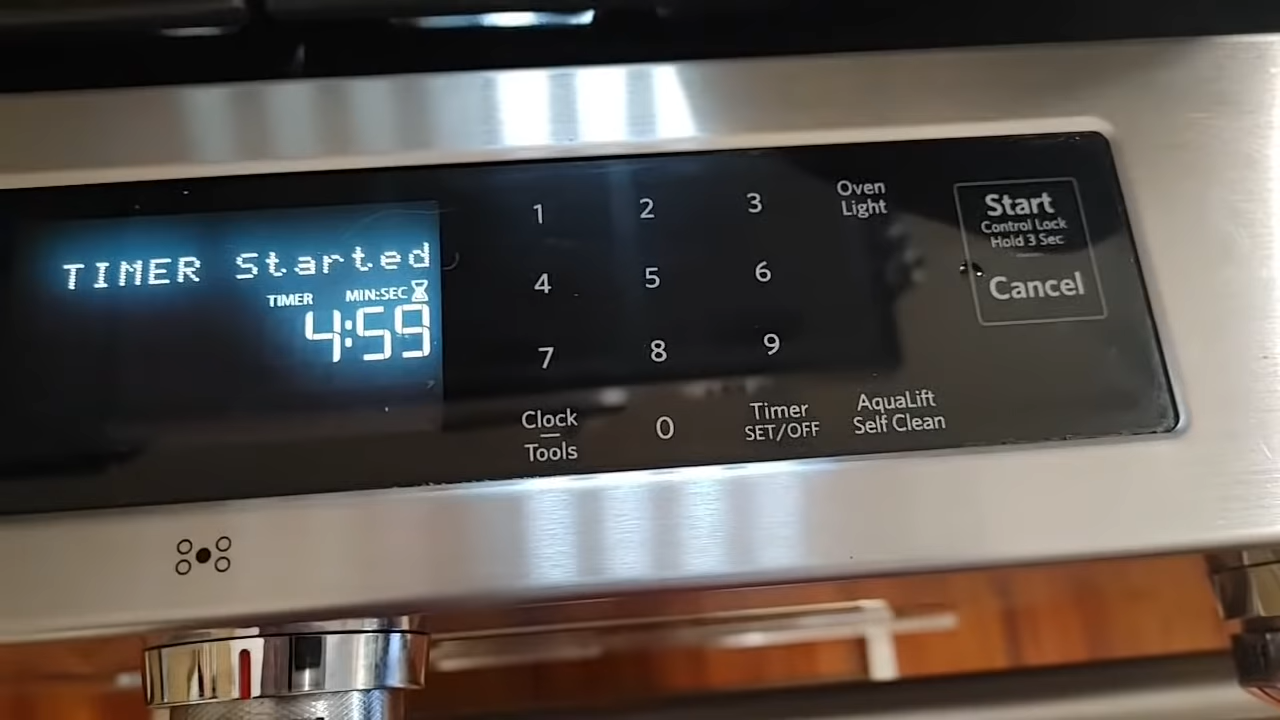 TIMER Started
TIMER MIN:SEC
4:59
1 2 3
4 5 6
7 8 9
0
Clock
Tools
Timer
SET/OFF
Oven
Light
AquaLift
Self Clean
Start
Control Lock
Hold 3 Sec
Cancel